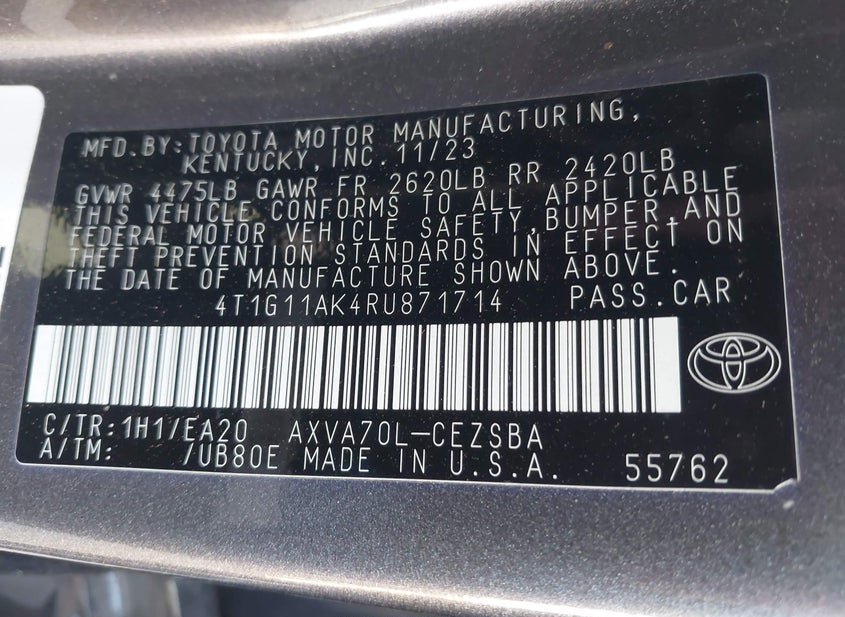 MFD.BY:TOYOTA MOTOR MANUFACTURING,
KENTUCKY,INC.11/23
GVWR 4475LB GAWR FR 2620LB RR 2420LB
THIS VEHICLE CONFORMS TO ALL APPLICABLE
FEDERAL MOTOR VEHICLE SAFETY,BUMPER,AND
THEFT PREVENTION STANDARDS IN EFFECT ON
THE DATE OF MANUFACTURE SHOWN ABOVE.
4T1G11AK4RU871714 PASS.CAR
C/TR:1H1/EA20 AXVA70L-CEZSBA
A/TM: /UB80E MADE IN U.S.A. 55762